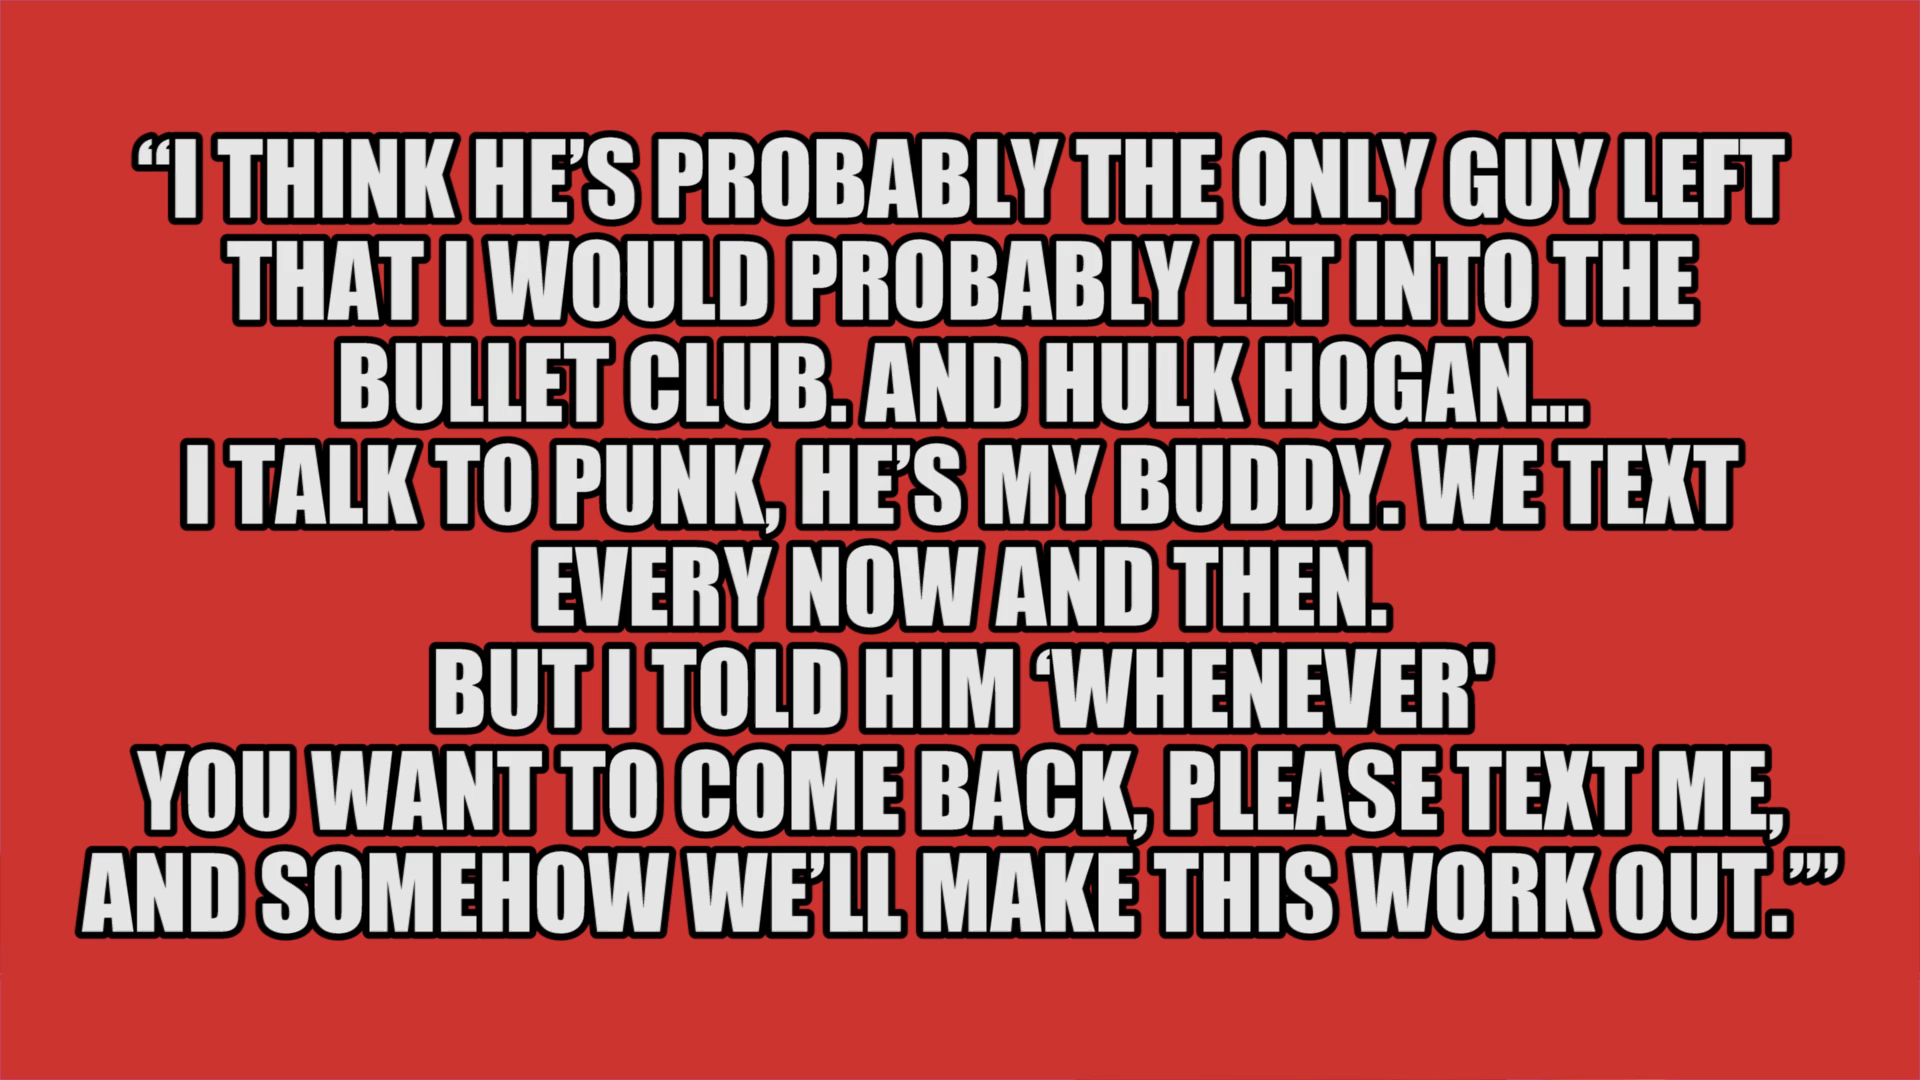 “I THINK HE’S PROBABLY THE ONLY GUY LEFT
THAT I WOULD PROBABLY LET INTO THE
BULLET CLUB. AND HULK HOGAN...
I TALK TO PUNK, HE’S MY BUDDY. WE TEXT
EVERY NOW AND THEN.
BUT I TOLD HIM ‘WHENEVER'
YOU WANT TO COME BACK, PLEASE TEXT ME,
AND SOMEHOW WE’LL MAKE THIS WORK OUT.’”